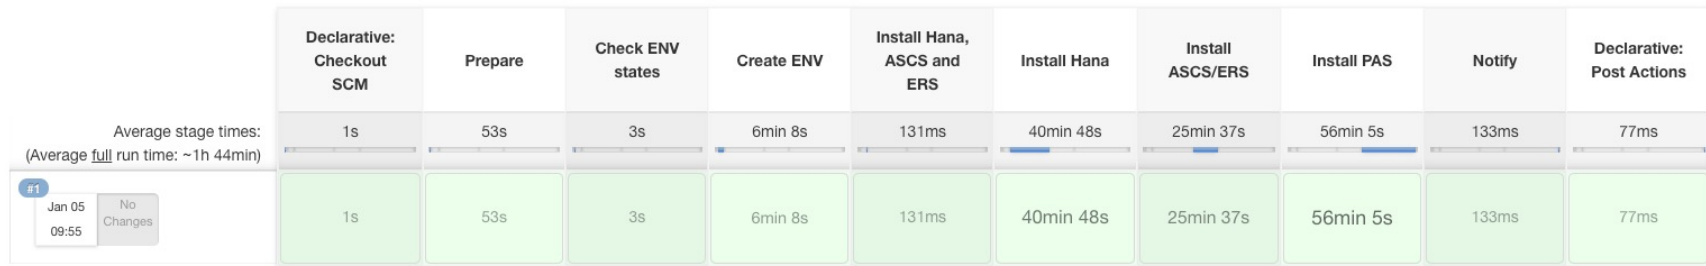 Declarative:
Checkout
SCM
Prepare
Check ENV
states
Create ENV
Install Hana,
ASCS and
ERS
Install Hana
Install
ASCS/ERS
Install PAS
Notify
Declarative:
Post Actions
Average stage times:
(Average full run time: ~1h 44min)
1s
53s
3s
6min 8s
131ms
40min 48s
25min 37s
56min 5s
133ms
77ms
#1
Jan 05
09:55
No
Changes
1s
53s
3s
6min 8s
131ms
40min 48s
25min 37s
56min 5s
133ms
77ms